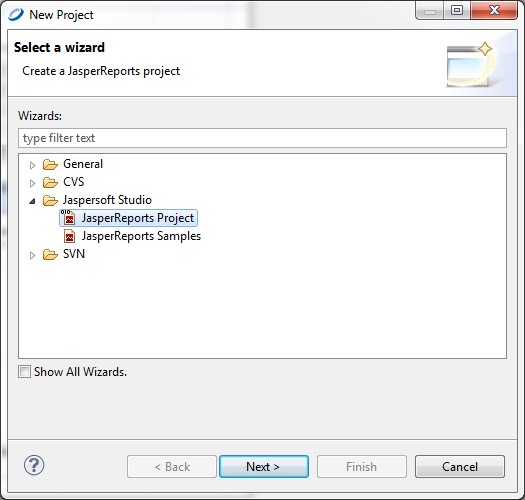 New Project
Select a wizard
Create a JasperReports project
Wizards:
type filter text
General
CVS
Jaspersoft Studio
JasperReports Project
JasperReports Samples
SVN
Show All Wizards.
? < Back Next > Finish Cancel